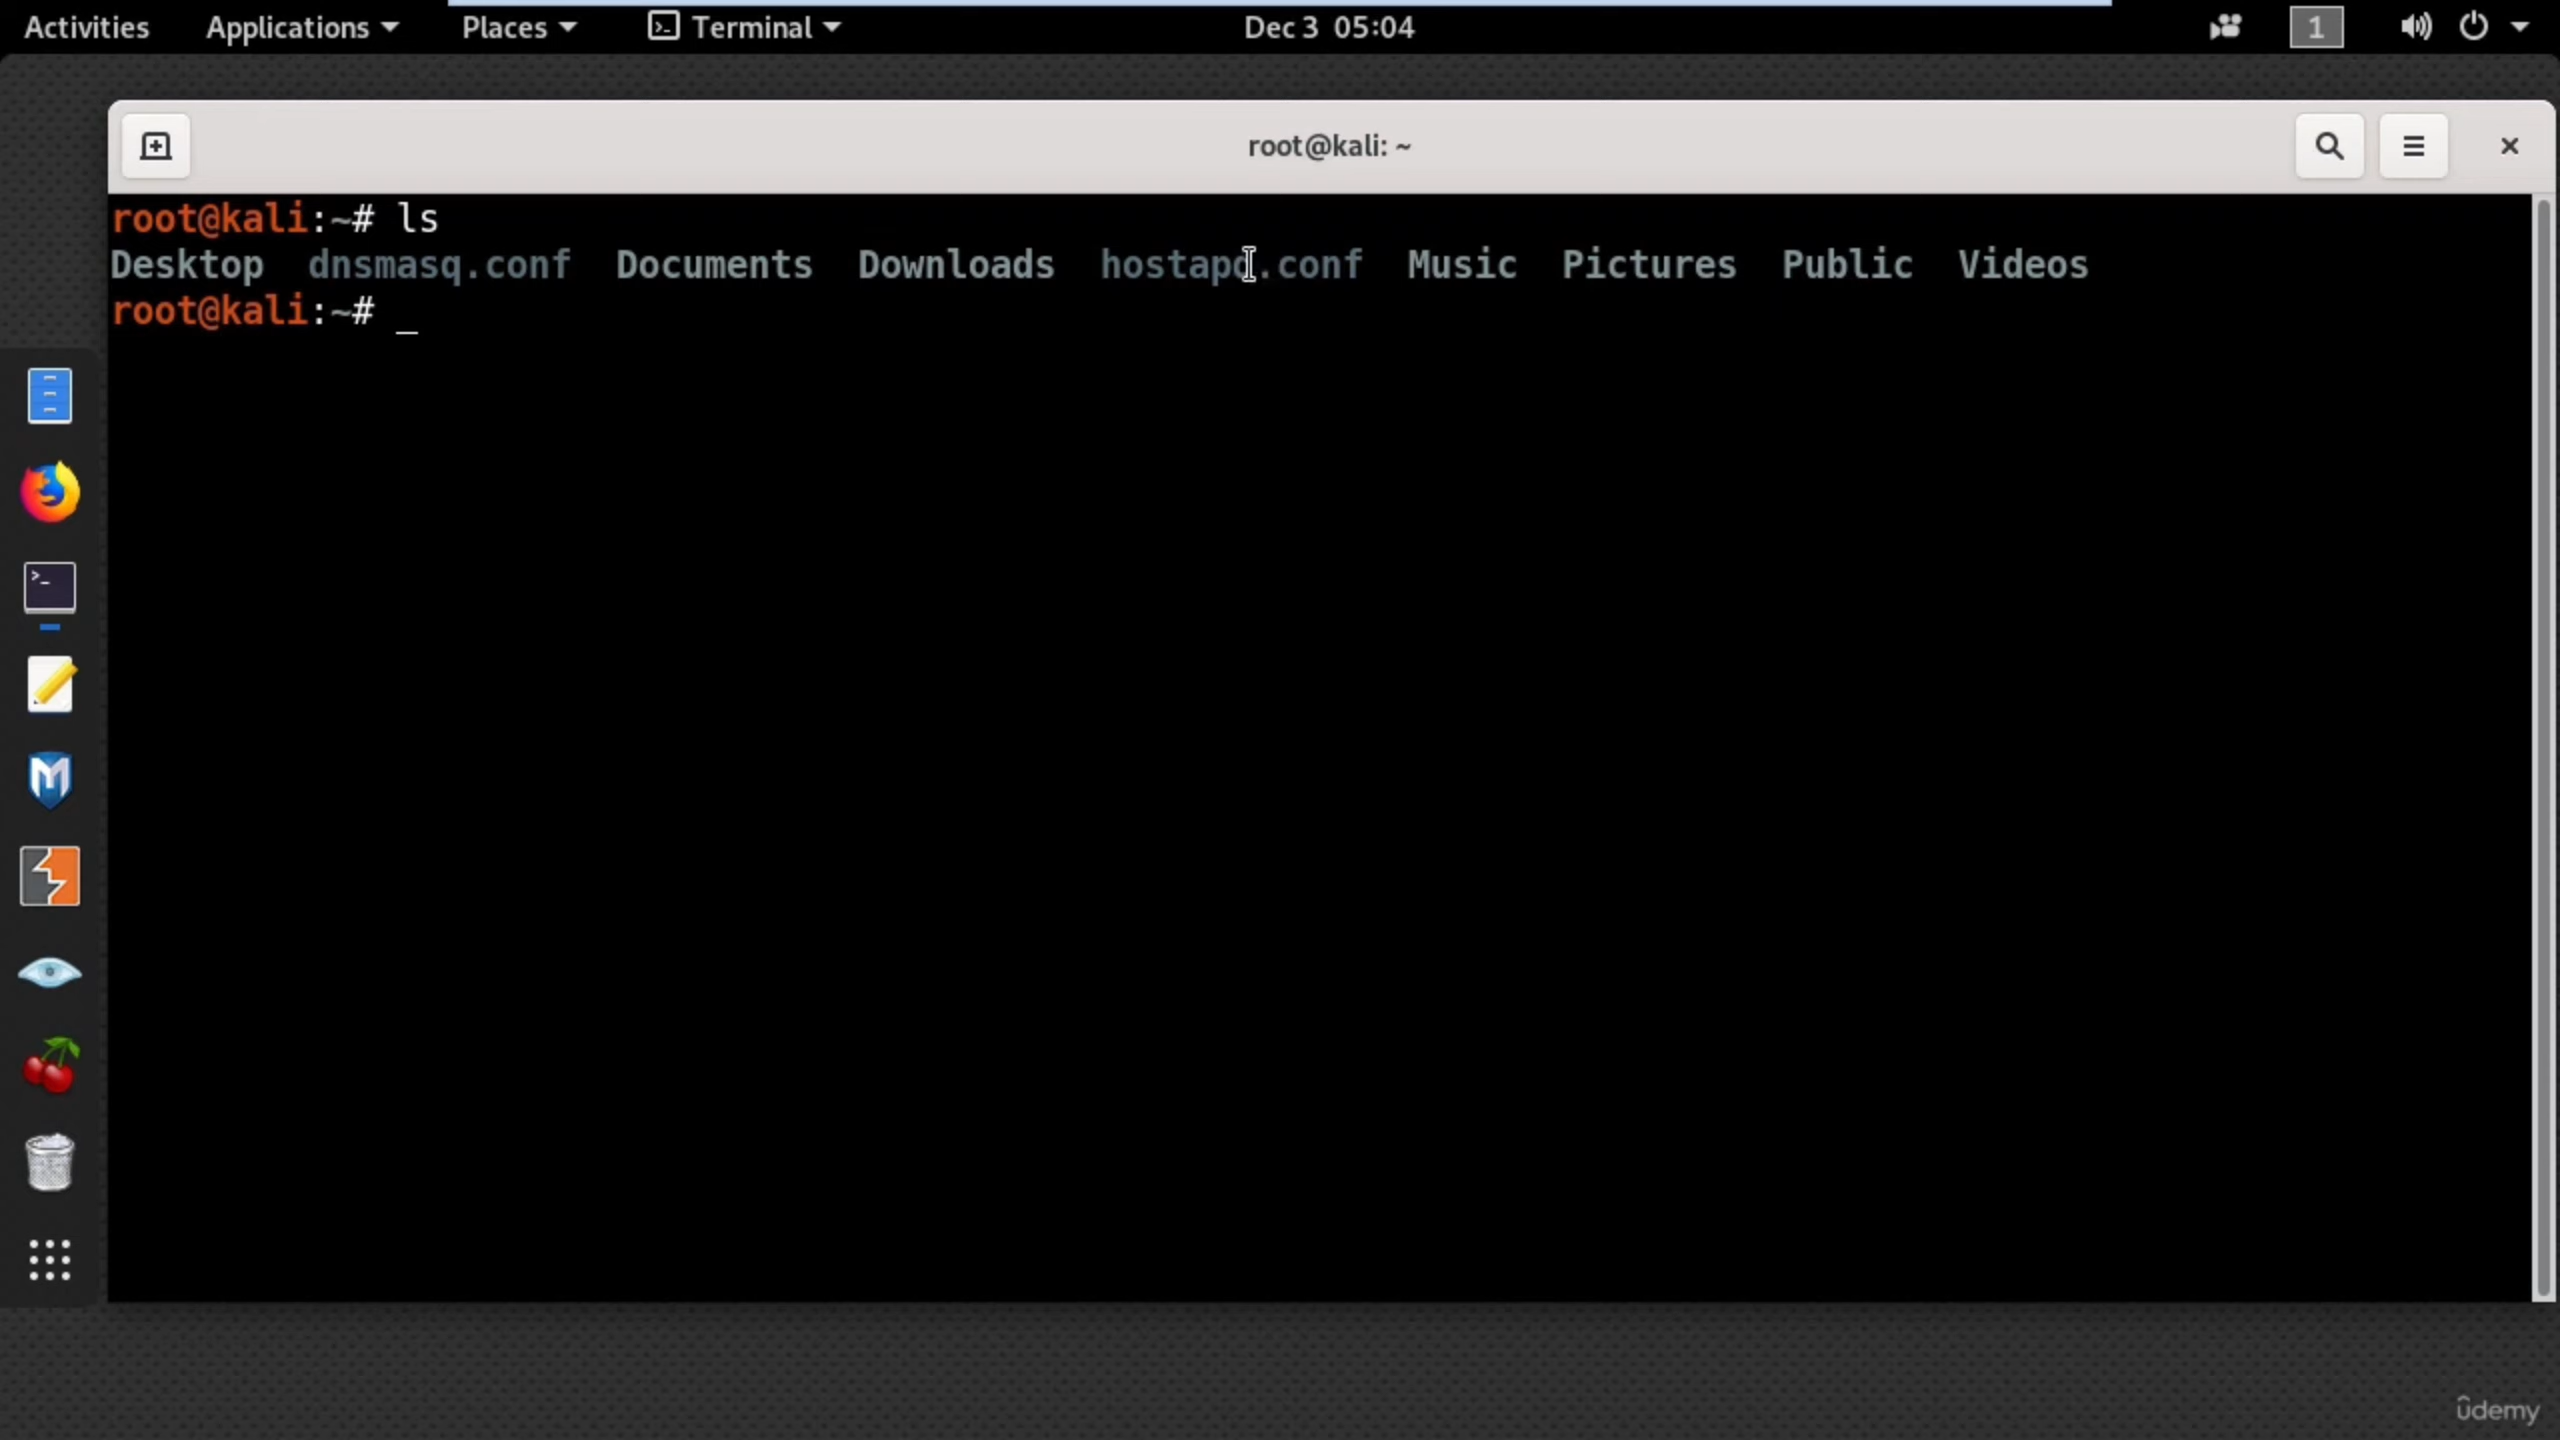 Activities Applications Places Terminal Dec 3 05:04 1
root@kali: ~
root@kali:~# ls
Desktop dnsmasq.conf Documents Downloads hostapd.conf Music Pictures Public Videos
root@kali:~# _
ûdemy